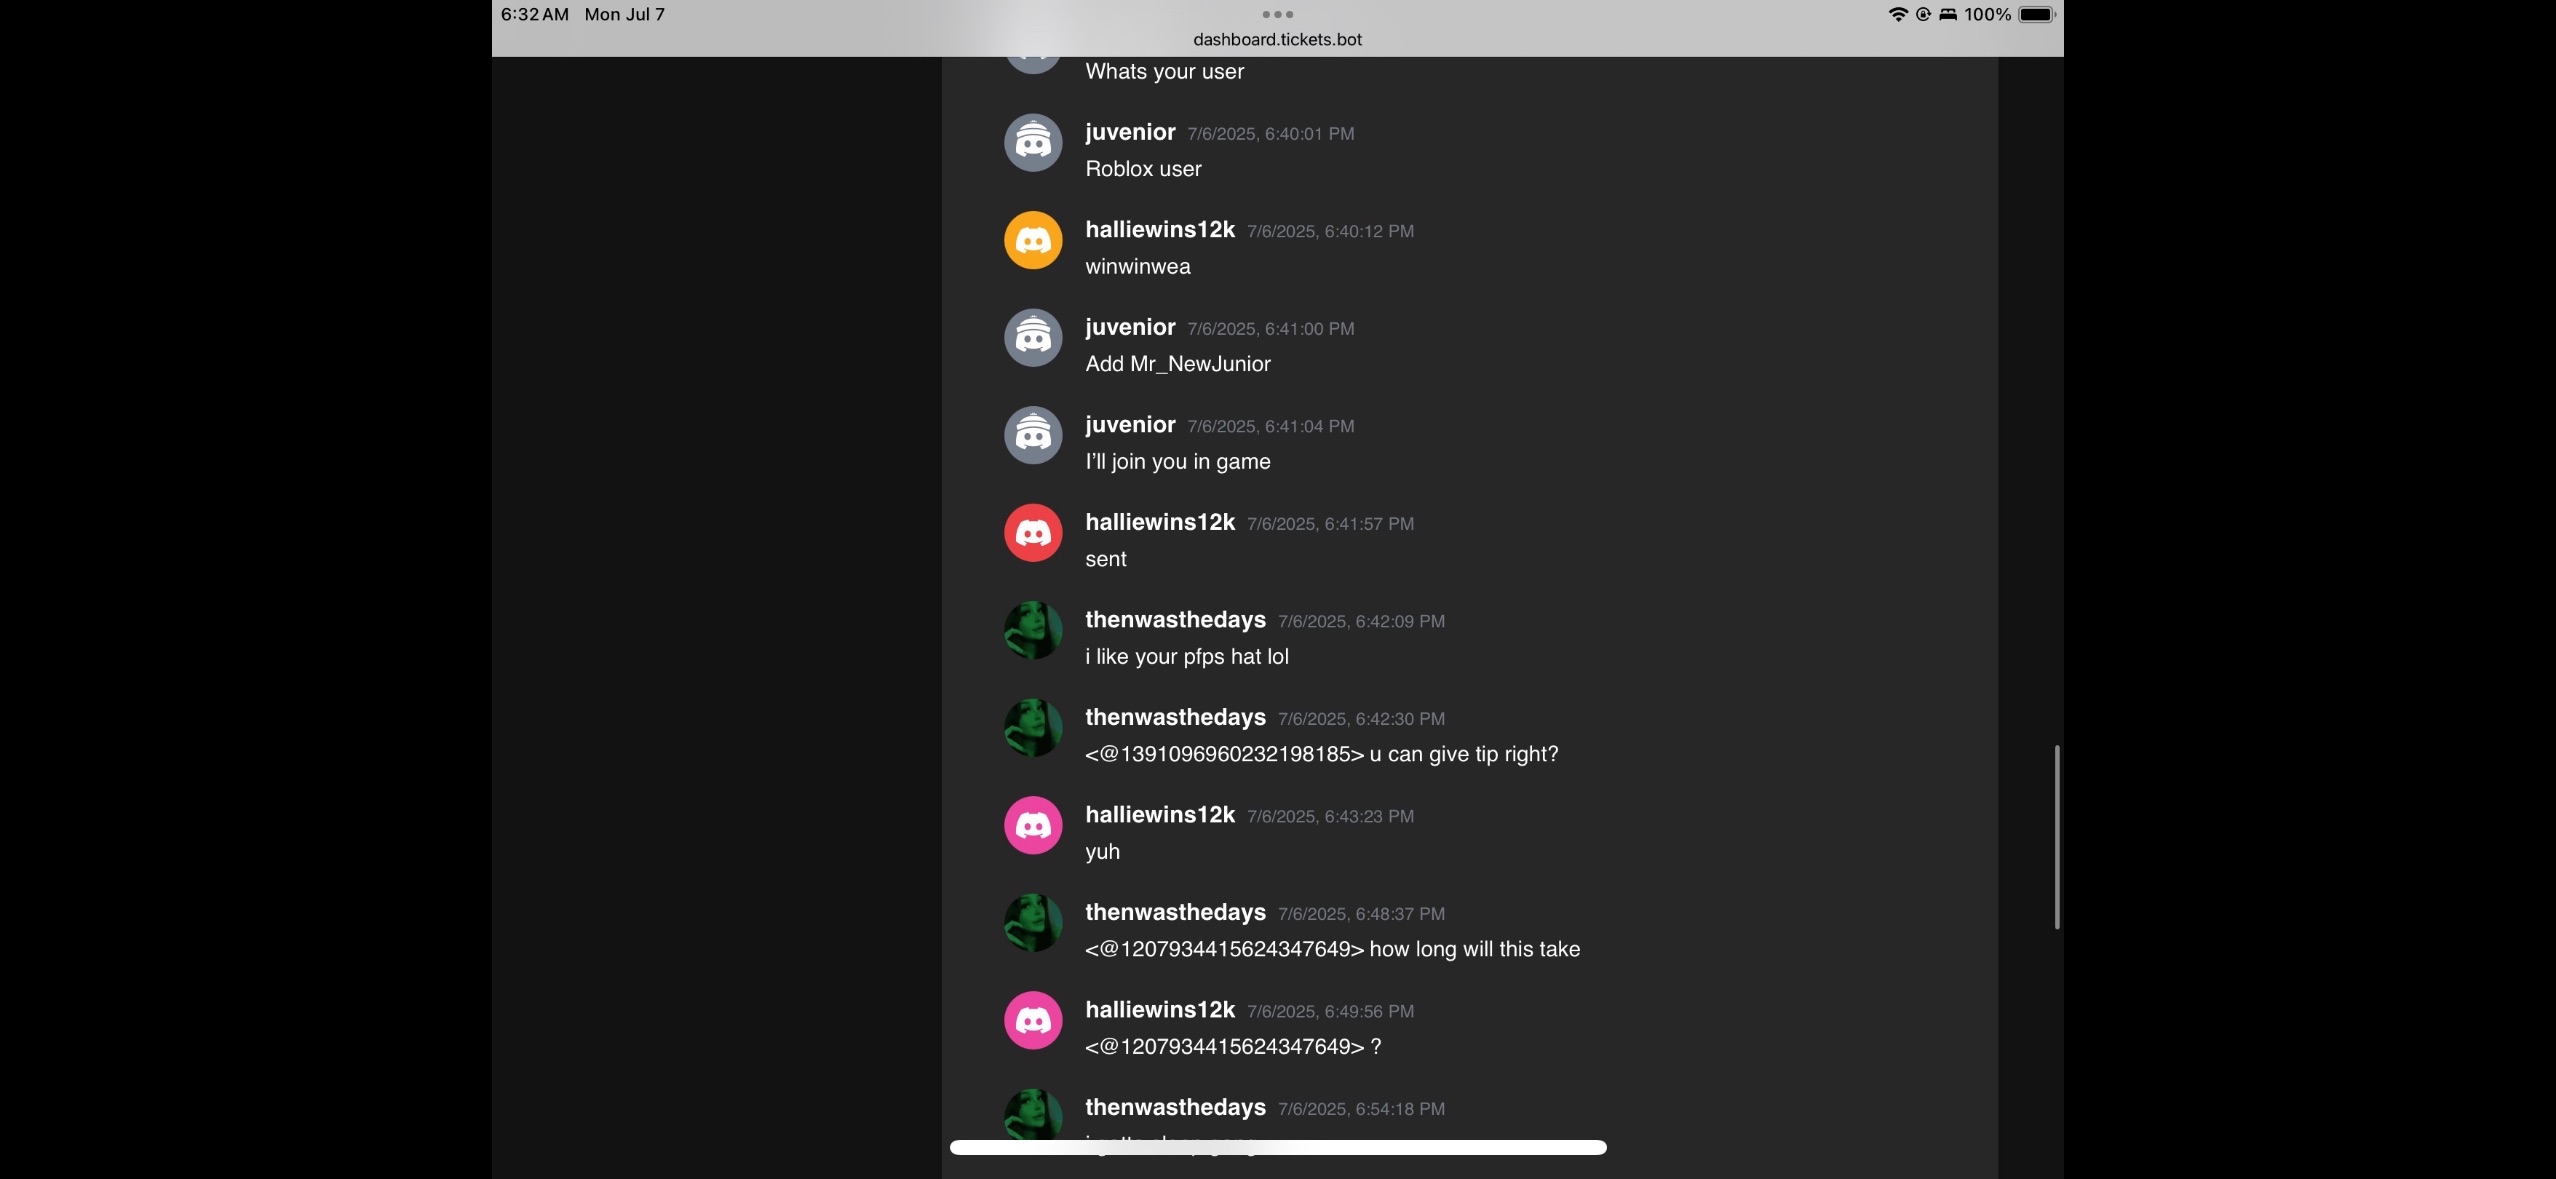 6:32 AM Mon Jul 7
100%
dashboard.tickets.bot
Whats your user
juvenior 7/6/2025, 6:40:01 PM
Roblox user
halliewins12k 7/6/2025, 6:40:12 PM
winwinwea
juvenior 7/6/2025, 6:41:00 PM
Add Mr_NewJunior
juvenior 7/6/2025, 6:41:04 PM
I’ll join you in game
halliewins12k 7/6/2025, 6:41:57 PM
sent
thenwasthedays 7/6/2025, 6:42:09 PM
i like your pfps hat lol
thenwasthedays 7/6/2025, 6:42:30 PM
<@1391096960232198185> u can give tip right?
halliewins12k 7/6/2025, 6:43:23 PM
yuh
thenwasthedays 7/6/2025, 6:48:37 PM
<@1207934415624347649> how long will this take
halliewins12k 7/6/2025, 6:49:56 PM
<@1207934415624347649> ?
thenwasthedays 7/6/2025, 6:54:18 PM